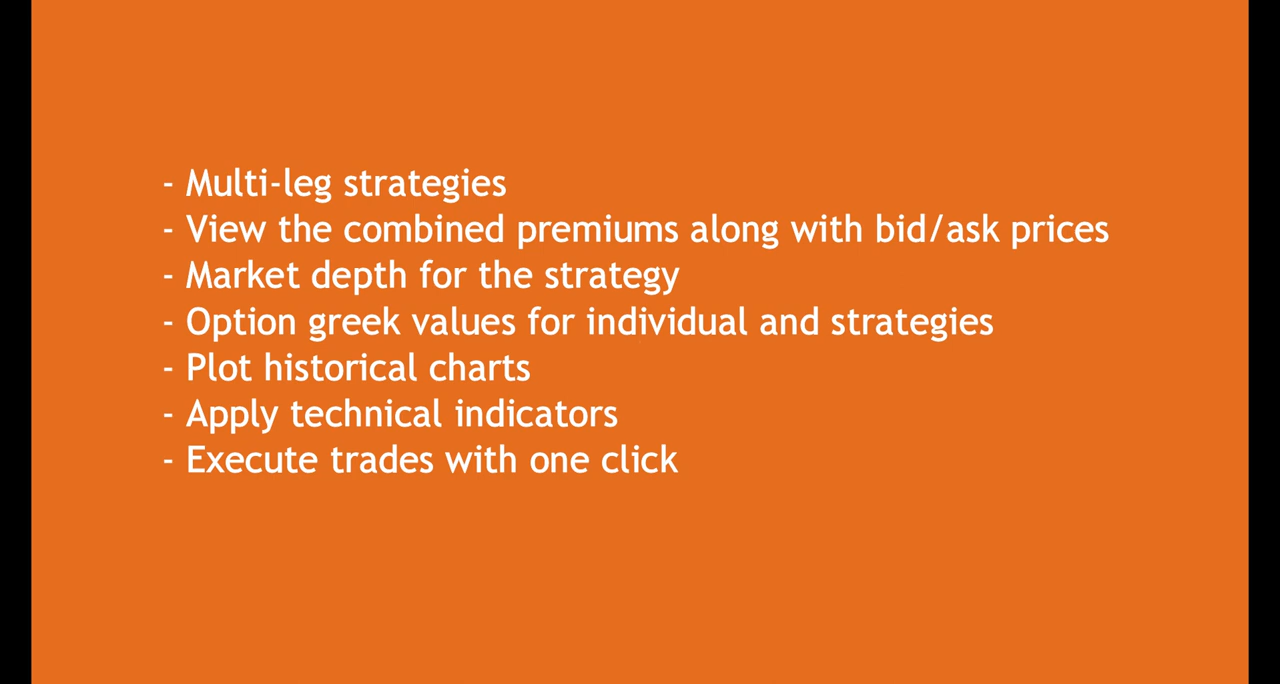 - Multi-leg strategies
- View the combined premiums along with bid/ask prices
- Market depth for the strategy
- Option greek values for individual and strategies
- Plot historical charts
- Apply technical indicators
- Execute trades with one click